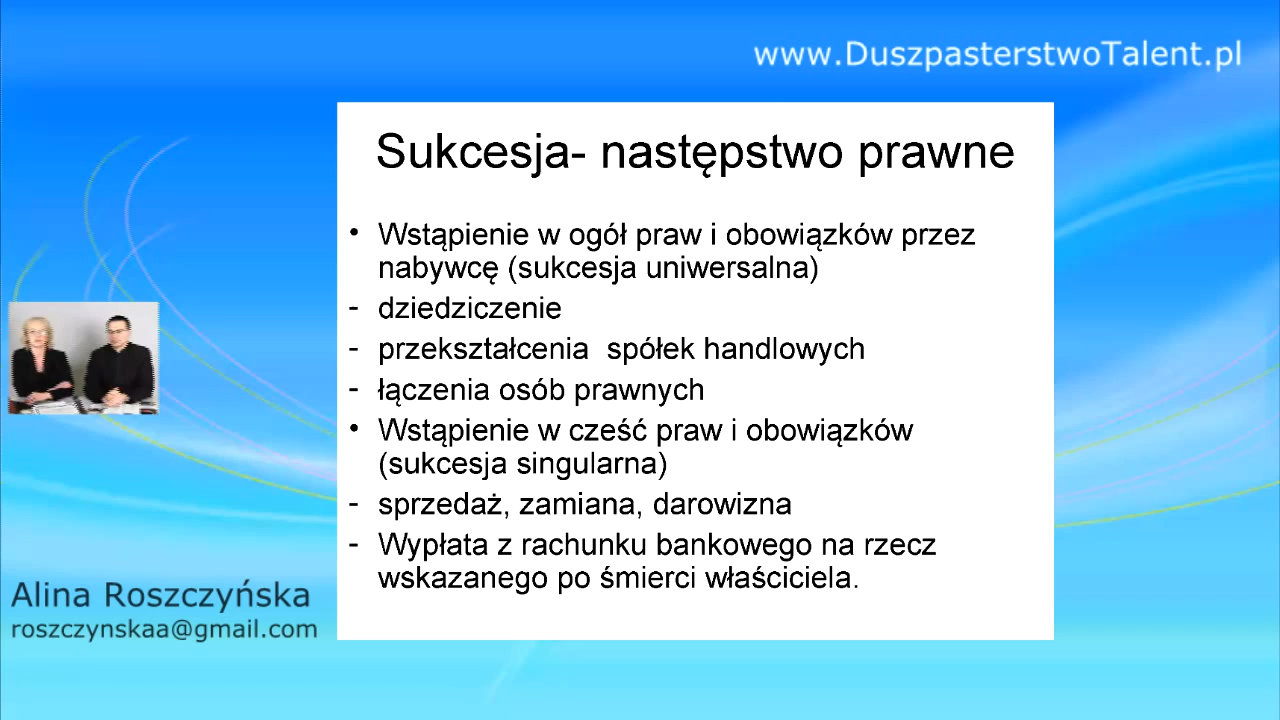 www.DuszpasterstwoTalent.pl
Sukcesja- następstwo prawne
• Wstąpienie w ogół praw i obowiązków przez
nabywcę (sukcesja uniwersalna)
- dziedziczenie
- przekształcenia  spółek handlowych
- łączenia osób prawnych
• Wstąpienie w cześć praw i obowiązków
(sukcesja singularna)
- sprzedaż, zamiana, darowizna
- Wypłata z rachunku bankowego na rzecz
wskazanego po śmierci właściciela.
Alina Roszczyńska
roszczynskaa@gmail.com